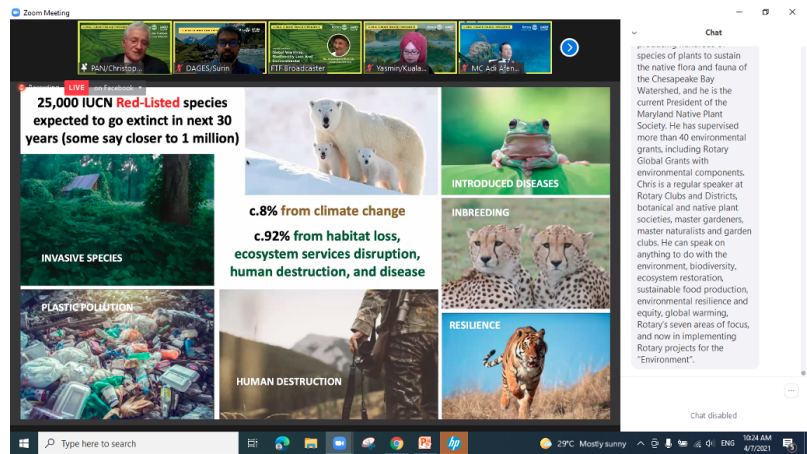 Zoom Meeting
PAN/Christop...
DAGES/Surin
FTF Broadcaster
Yasmin/Kuala...
MC Adi A'en...
Recording
LIVE on Facebook
25,000 IUCN Red-Listed species
expected to go extinct in next 30
years (some say closer to 1 million)
INTRODUCED DISEASES
c.8% from climate change
c.92% from habitat loss,
ecosystem services disruption,
human destruction, and disease
INVASIVE SPECIES
INBREEDING
PLASTIC POLLUTION
HUMAN DESTRUCTION
RESILIENCE
Chat
species of plants to sustain
the native flora and fauna of
the Chesapeake Bay
Watershed, and he is the
current President of the
Maryland Native Plant
Society. He has supervised
more than 40 environmental
grants, including Rotary
Global Grants with
environmental components.
Chris is a regular speaker at
Rotary Clubs and Districts,
botanical and native plant
societies, master gardeners,
master naturalists and garden
clubs. He can speak on
anything to do with the
environment, biodiversity,
ecosystem restoration,
sustainable food production,
environmental resilience and
equity, global warming,
Rotary's seven areas of focus,
and now in implementing
Rotary projects for the
"Environment".
Chat disabled
Type here to search
hp
29°C Mostly sunny
ENG
10:24 AM
4/7/2021